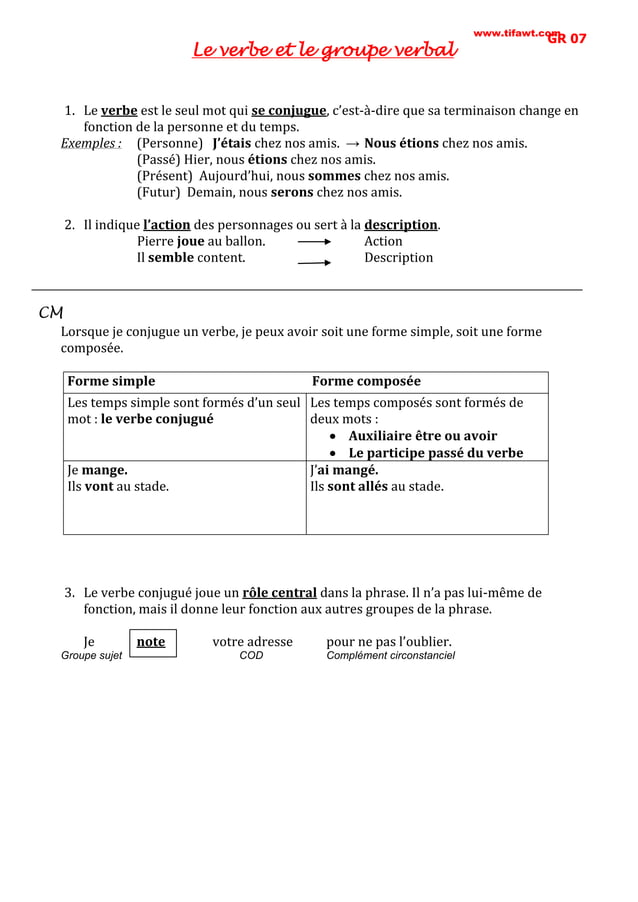 www.tifawt.com
GR 07
Le verbe et le groupe verbal
1. Le verbe est le seul mot qui se conjugue, c’est-à-dire que sa terminaison change en
fonction de la personne et du temps.
Exemples : (Personne) J’étais chez nos amis. → Nous étions chez nos amis.
(Passé) Hier, nous étions chez nos amis.
(Présent) Aujourd’hui, nous sommes chez nos amis.
(Futur) Demain, nous serons chez nos amis.
2. Il indique l’action des personnages ou sert à la description.
Pierre joue au ballon. → Action
Il semble content. → Description
CM
Lorsque je conjugue un verbe, je peux avoir soit une forme simple, soit une forme
composée.
Forme simple Forme composée
Les temps simple sont formés d’un seul
mot : le verbe conjugué
Les temps composés sont formés de
deux mots :
• Auxiliaire être ou avoir
• Le participe passé du verbe
Je mange.
Ils vont au stade.
J’ai mangé.
Ils sont allés au stade.
3. Le verbe conjugué joue un rôle central dans la phrase. Il n’a pas lui-même de
fonction, mais il donne leur fonction aux autres groupes de la phrase.
Je note votre adresse pour ne pas l’oublier.
Groupe sujet COD Complément circonstanciel